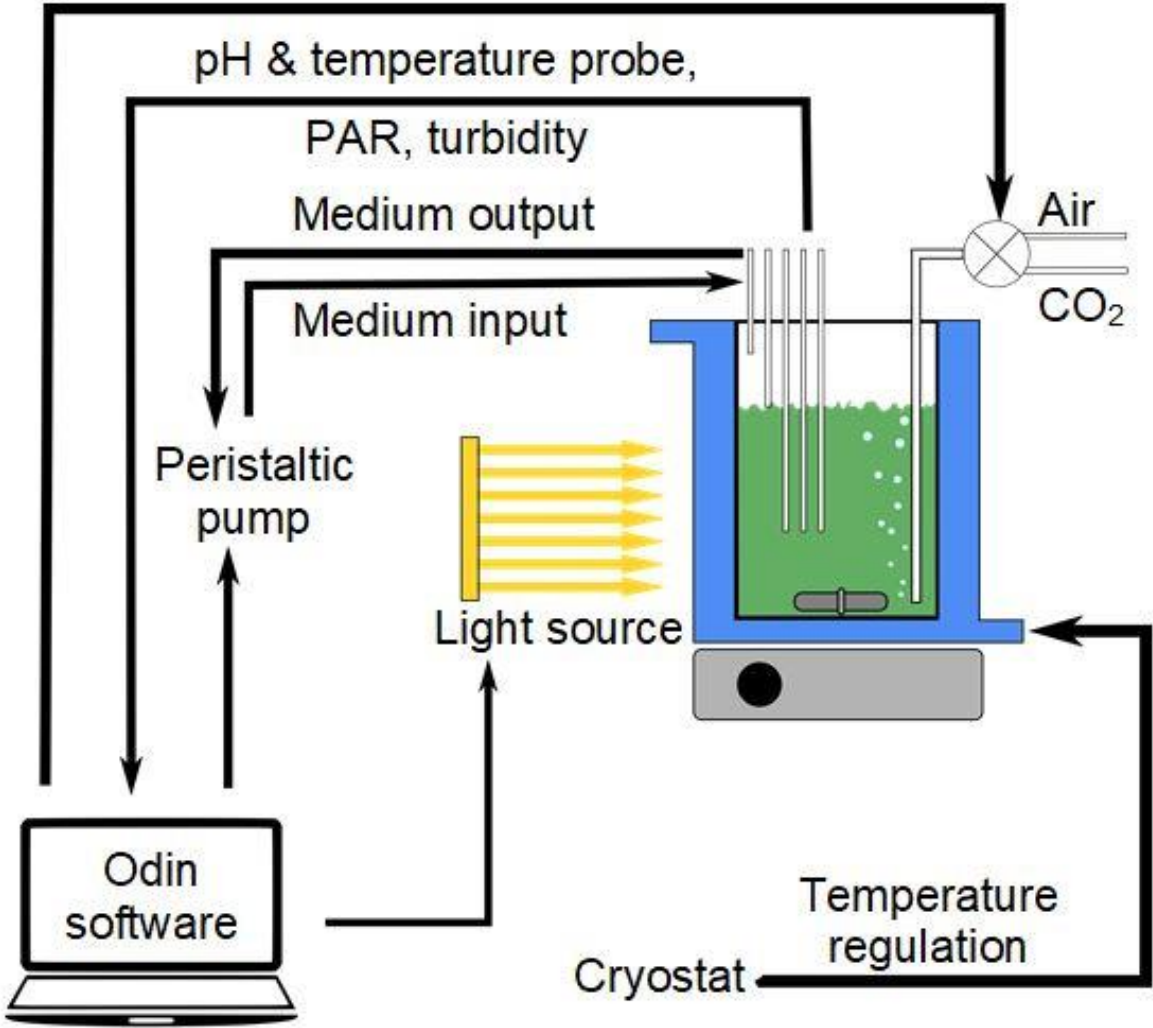 pH & temperature probe,
PAR, turbidity
Medium output
Medium input
Air
CO₂
Peristaltic
pump
Light source
Odin
software
Temperature
regulation
Cryostat